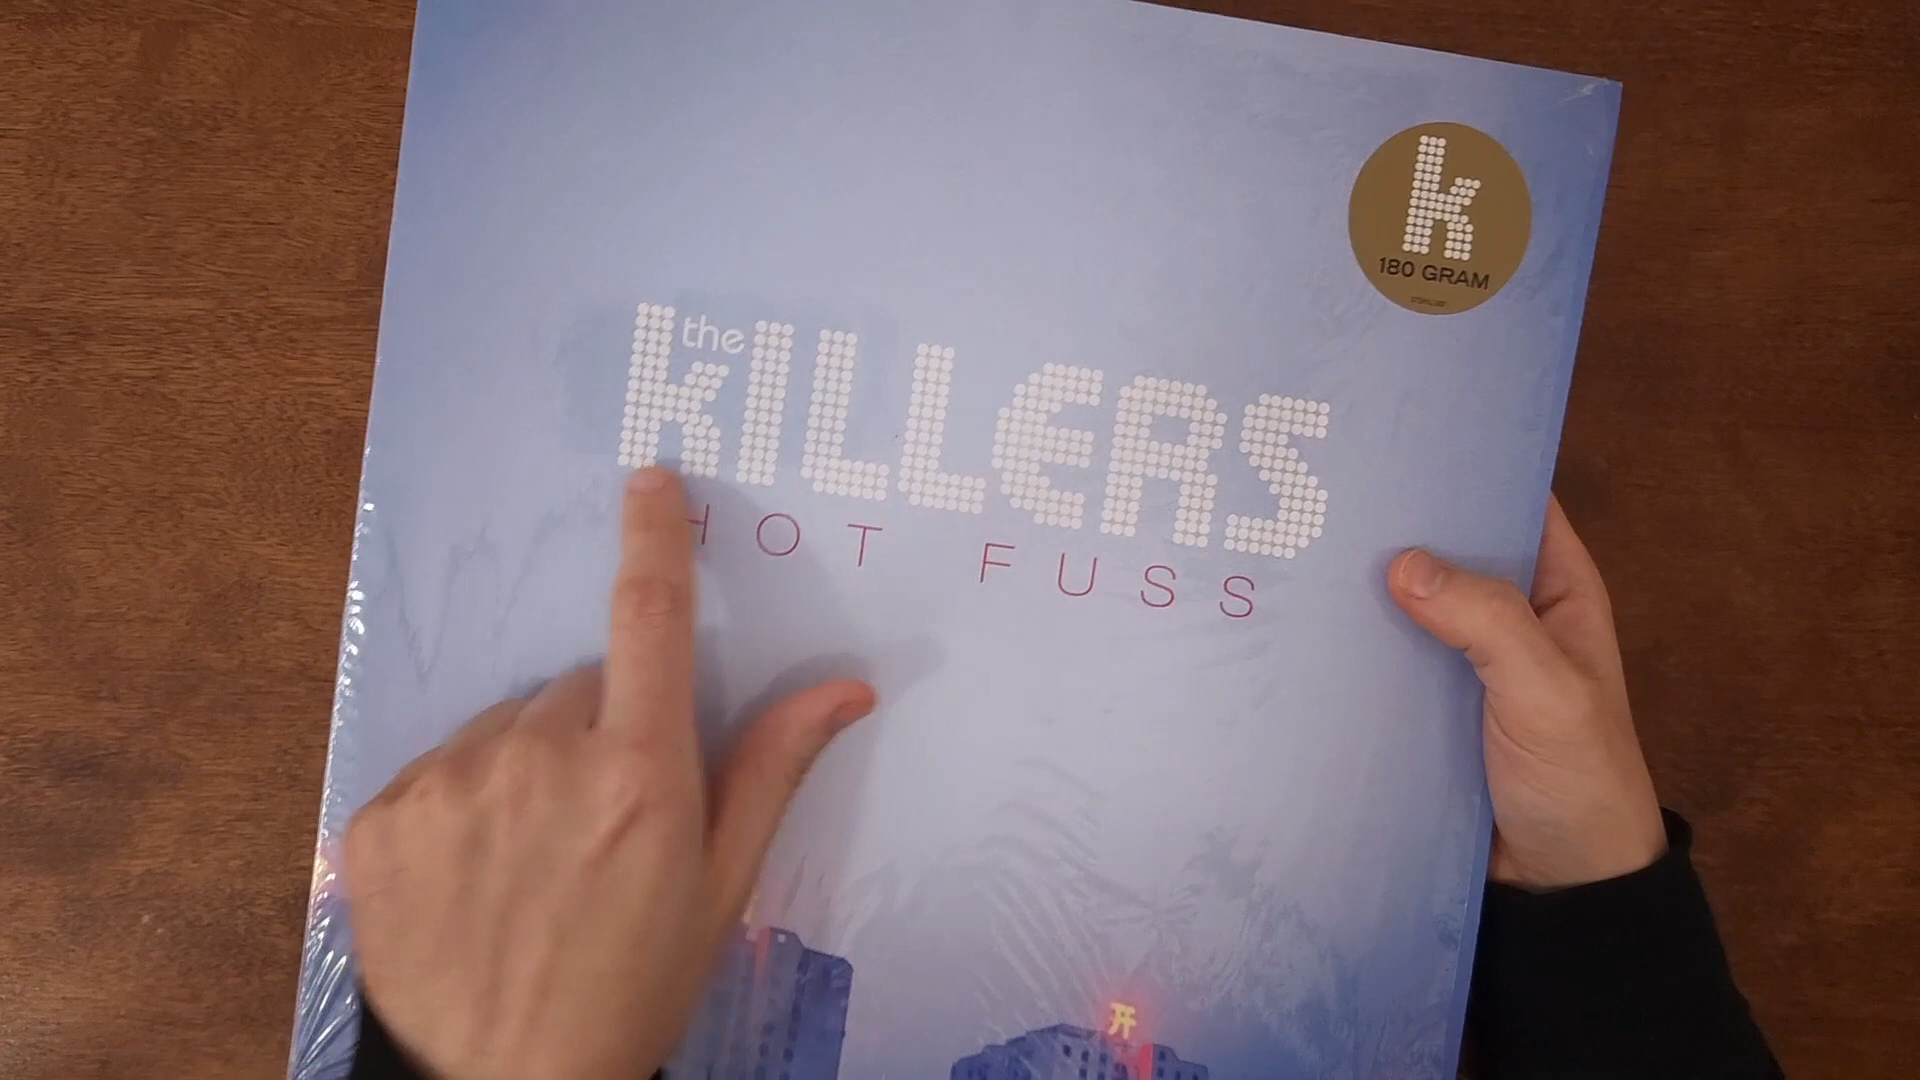 k
180 GRAM
the
KILLERS
HOT FUSS